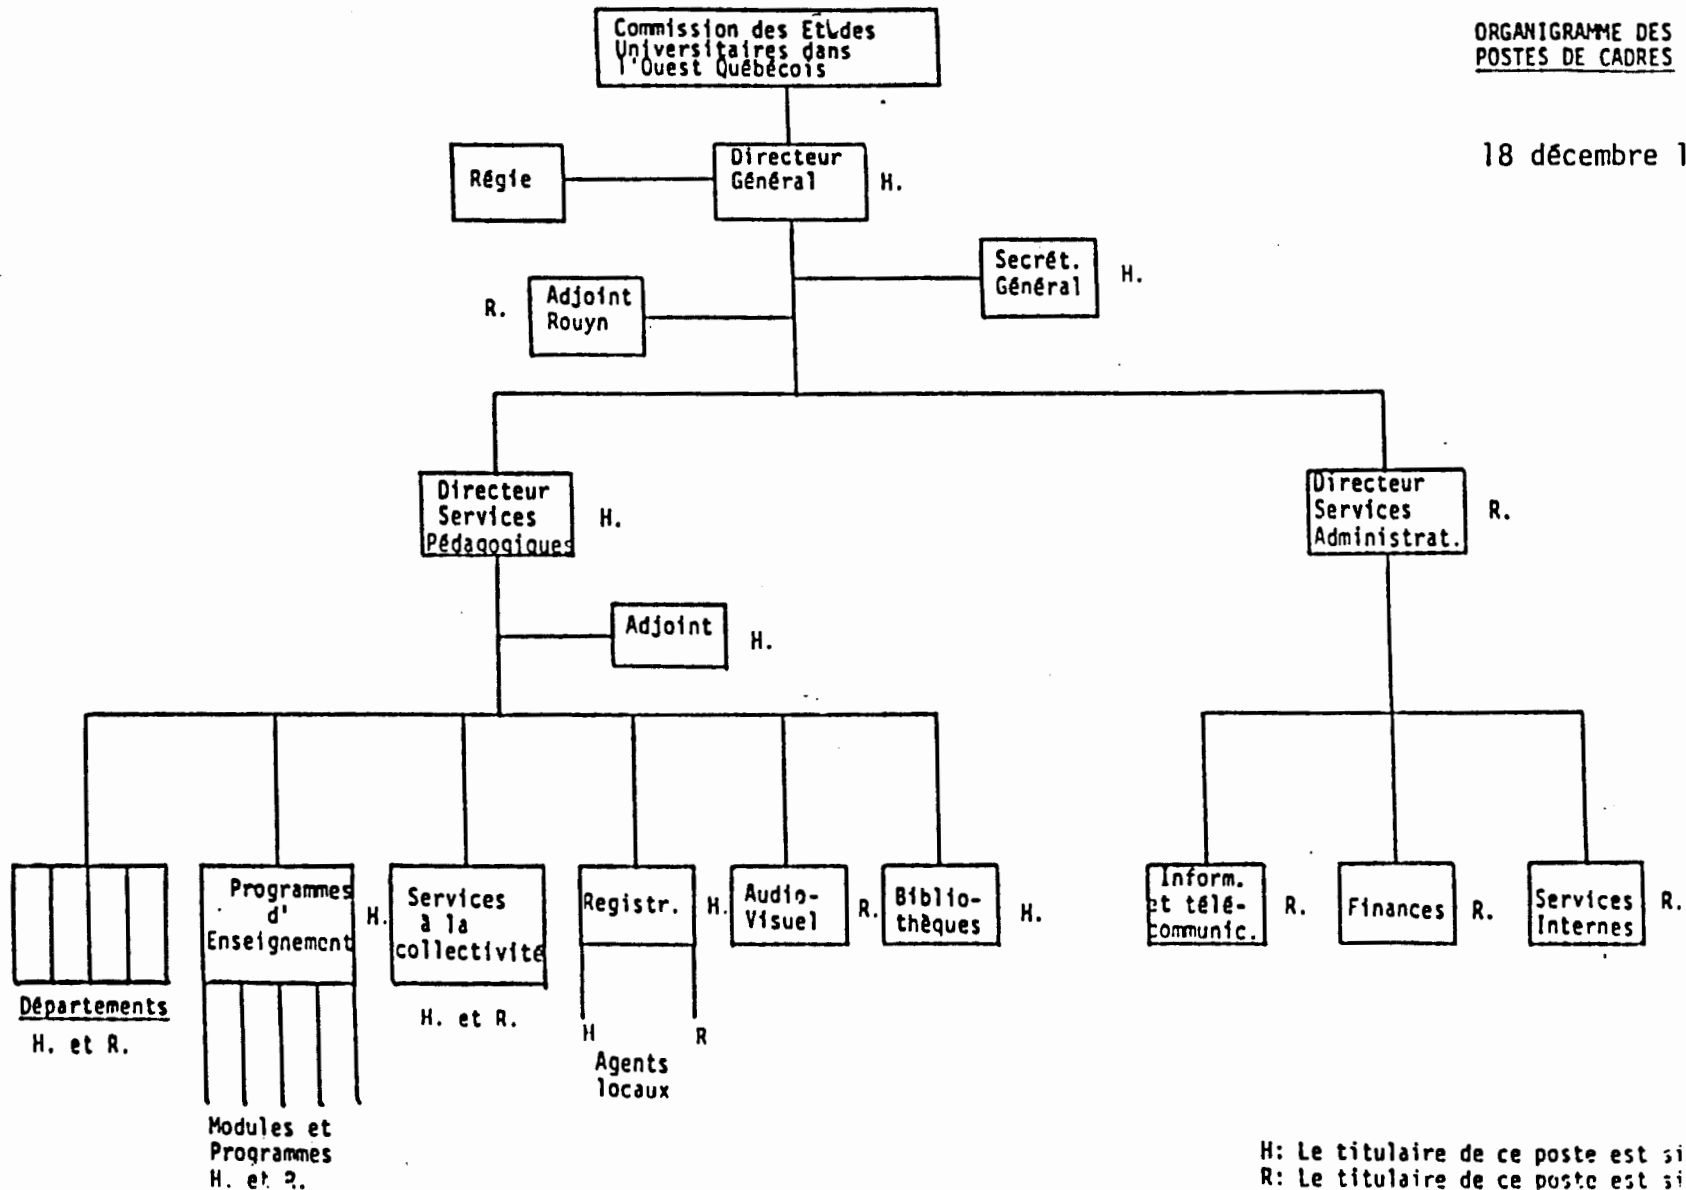 Commission des Etudes
Universitaires dans
l'Ouest Québécois
ORGANIGRAMME DES
POSTES DE CADRES
18 décembre 1
Régie
Directeur
Général
H.
Secrét.
Général
H.
R.
Adjoint
Rouyn
Directeur
Services
Pédagogiques
H.
Directeur
Services
Administrat.
R.
Adjoint
H.
Départements
H. et R.
Programmes
d'
Enseignement
H.
Modules et
Programmes
H. et R.
Services
à la
collectivité
H. et R.
Registr.
H.
H
R
Agents
locaux
Audio-
Visuel
R.
Biblio-
thèques
H.
Inform.
et télé-
communic.
R.
Finances
R.
Services
Internes
R.
H: Le titulaire de ce poste est si
R: Le titulaire de ce poste est si